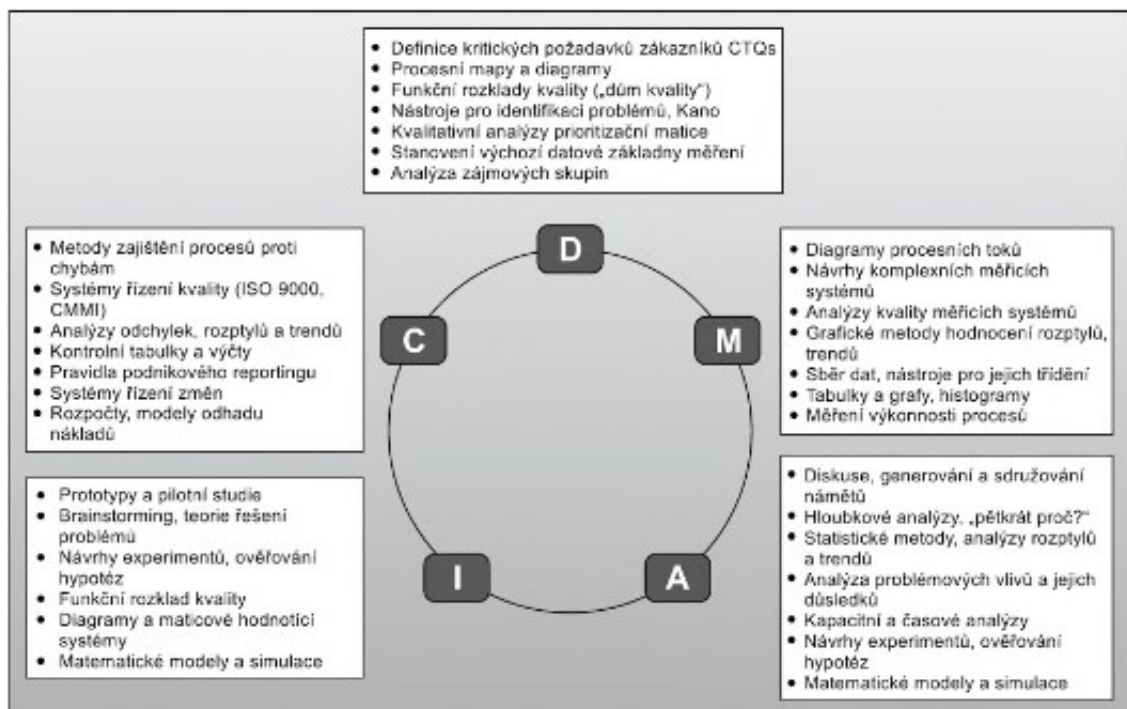 • Definice kritických požadavků zákazníků CTQs
• Procesní mapy a diagramy
• Funkční rozklady kvality („dům kvality“)
• Nástroje pro identifikaci problémů, Kano
• Kvalitativní analýzy prioritizační matice
• Stanovení výchozí datové základny měření
• Analýza zájmových skupin
D
• Metody zajištění procesů proti
chybám
• Systémy řízení kvality (ISO 9000,
CMMI)
• Analýzy odchylek, rozptylů a trendů
• Kontrolní tabulky a výčty
• Pravidla podnikového reportingu
• Systémy řízení změn
• Rozpočty, modely odhadu
nákladů
C
M
• Diagramy procesních toků
• Návrhy komplexních měřicích
systémů
• Analýzy kvality měřicích systémů
• Grafické metody hodnocení rozptylů,
trendů
• Sběr dat, nástroje pro jejich třídění
• Tabulky a grafy, histogramy
• Měření výkonnosti procesů
• Prototypy a pilotní studie
• Brainstorming, teorie řešení
problémů
• Návrhy experimentů, ověřování
hypotéz
• Funkční rozklad kvality
• Diagramy a maticové hodnotící
systémy
• Matematické modely a simulace
I
A
• Diskuse, generování a sdružování
námětů
• Hloubkové analýzy, „pětkrát proč?“
• Statistické metody, analýzy rozptylů
a trendů
• Analýza problémových vlivů a jejich
důsledků
• Kapacitní a časové analýzy
• Návrhy experimentů, ověřování
hypotéz
• Matematické modely a simulace